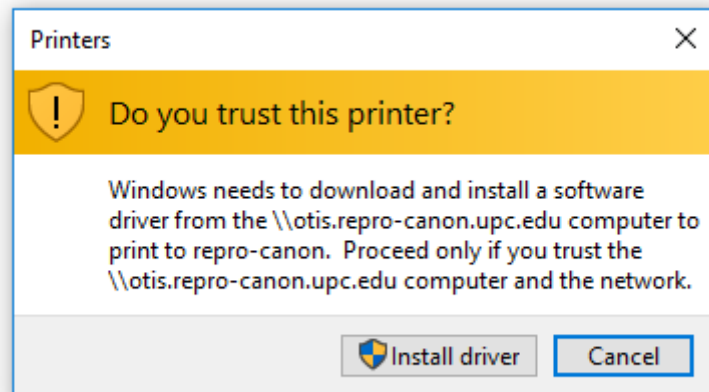 Printers
Do you trust this printer?
Windows needs to download and install a software
driver from the \\otis.repro-canon.upc.edu computer to
print to repro-canon.  Proceed only if you trust the
\\otis.repro-canon.upc.edu computer and the network.
Install driver
Cancel